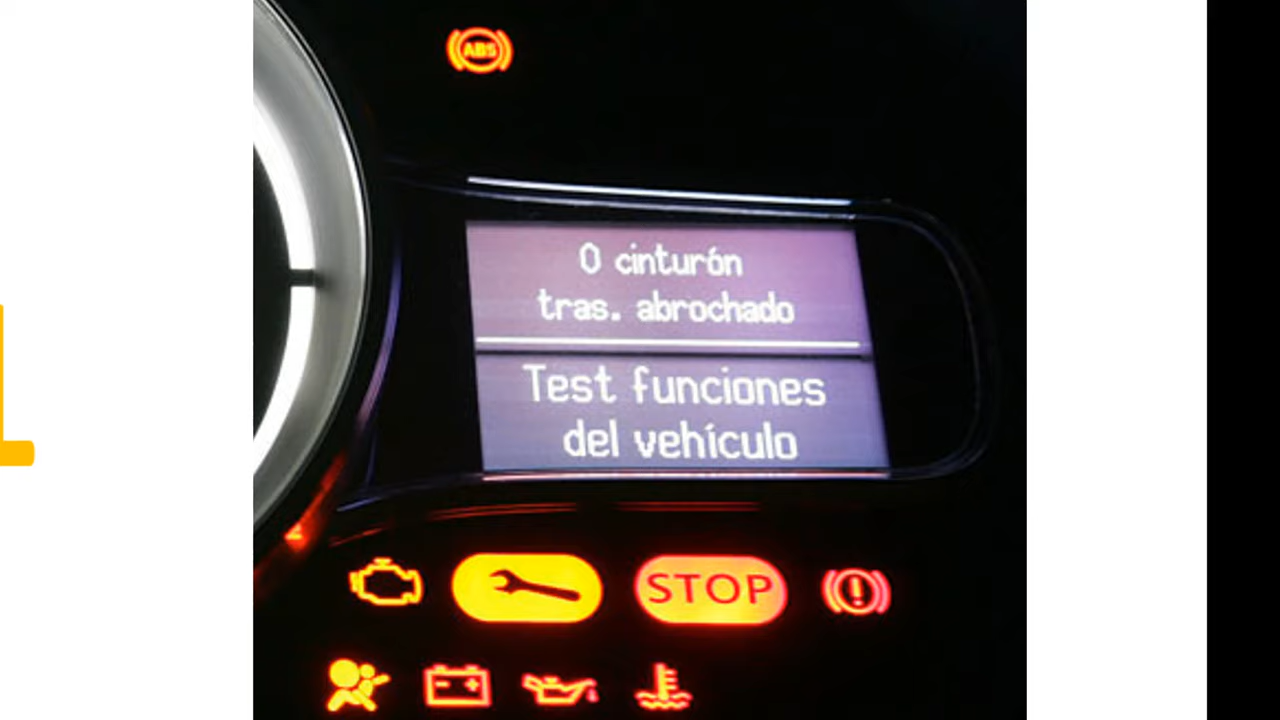 ABS
0 cinturón
tras. abrochado
Test funciones
del vehículo
STOP